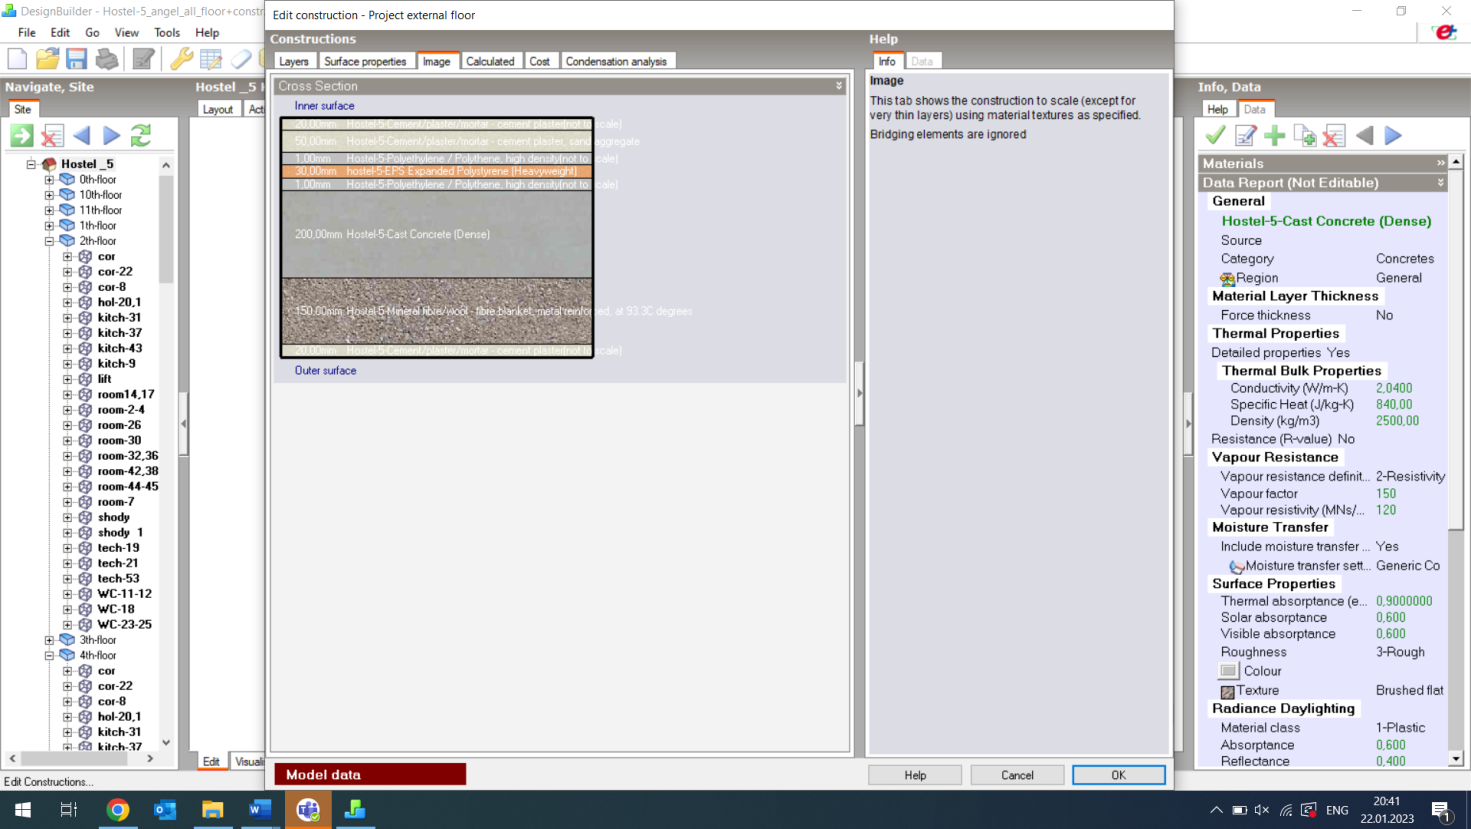 DesignBuilder - Hostel-5_angel_all_floor+constr
File Edit Go View Tools Help
Navigate, Site
Site
Hostel _5
0th-floor
10th-floor
11th-floor
1th-floor
2th-floor
cor
cor-22
cor-8
hol-20,1
kitch-31
kitch-37
kitch-43
kitch-9
lift
room14,17
room-2-4
room-26
room-30
room-32,36
room-42,38
room-44-45
room-7
shody
shody 1
tech-19
tech-21
tech-53
WC-11-12
WC-18
WC-23-25
3th-floor
4th-floor
cor
cor-22
cor-8
hol-20,1
kitch-31
kitch-37
Edit Constructions...
Hostel _5
Layout
Edit
Edit construction - Project external floor
Constructions
Layers Surface properties Image Calculated Cost Condensation analysis
Cross Section
Inner surface
20,00mm Hostel-5-Cement/plaster/mortar - cement plaster(not to scale)
50,00mm Hostel-5-Cement/plaster/mortar - cement plaster, sand aggregate
1,00mm Hostel-5-Polyethylene / Polythene, high density(not to scale)
30,00mm hostel-5-EPS Expanded Polystyrene (Heavyweight)
1,00mm Hostel-5-Polyethylene / Polythene, high density(not to scale)
200,00mm Hostel-5-Cast Concrete (Dense)
150,00mm Hostel-5-Mineral fibre/wool - fibre blanket, metal reinforced, at 93.3C degrees
20,00mm Hostel-5-Cement/plaster/mortar - cement plaster(not to scale)
Outer surface
Model data
Help
Info Data
Image
This tab shows the construction to scale (except for
very thin layers) using material textures as specified.
Bridging elements are ignored
Help Cancel OK
Info, Data
Help Data
Materials
Data Report (Not Editable)
General
Hostel-5-Cast Concrete (Dense)
Source
Category Concretes
Region General
Material Layer Thickness
Force thickness No
Thermal Properties
Detailed properties Yes
Thermal Bulk Properties
Conductivity (W/m-K) 2,0400
Specific Heat (J/kg-K) 840,00
Density (kg/m3) 2500,00
Resistance (R-value) No
Vapour Resistance
Vapour resistance definit... 2-Resistivity
Vapour factor 150
Vapour resistivity (MNs/... 120
Moisture Transfer
Include moisture transfer ... Yes
Moisture transfer sett... Generic Co
Surface Properties
Thermal absorptance (e... 0,9000000
Solar absorptance 0,600
Visible absorptance 0,600
Roughness 3-Rough
Colour
Texture Brushed flat
Radiance Daylighting
Material class 1-Plastic
Absorptance 0,600
Reflectance 0,400
ENG
20:41
22.01.2023
1